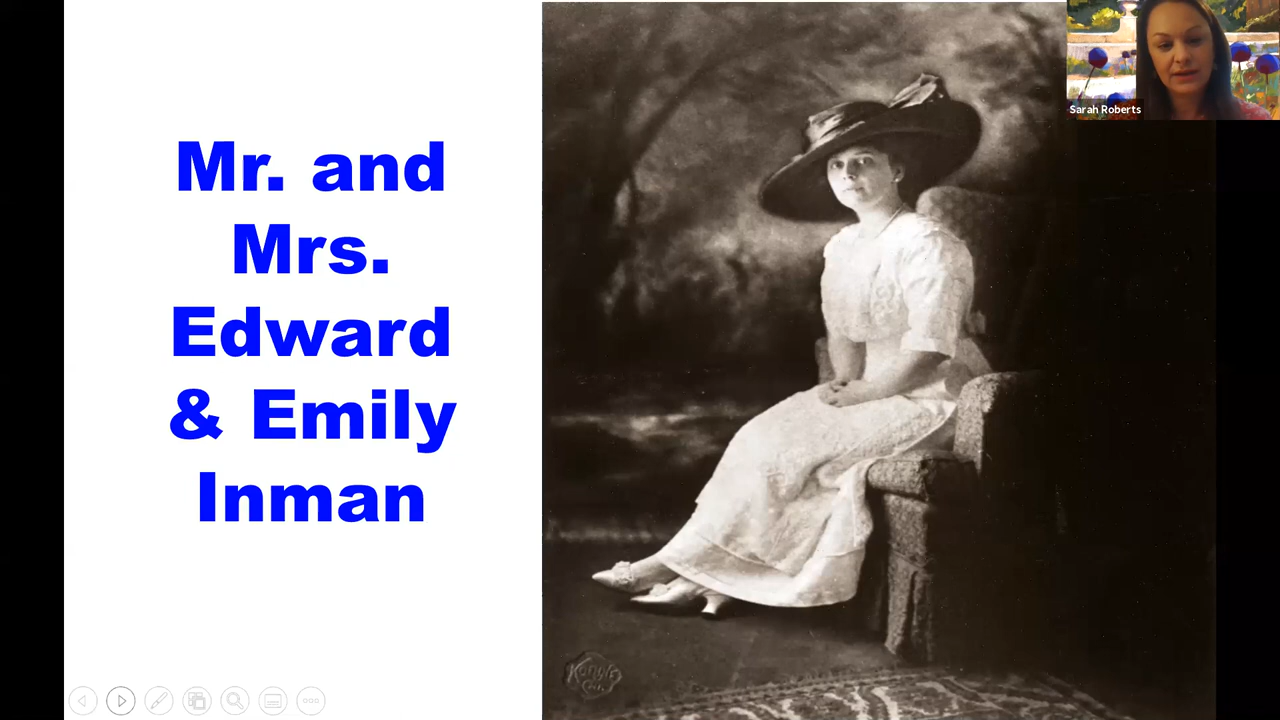 Mr. and
Mrs.
Edward
& Emily
Inman
Sarah Roberts